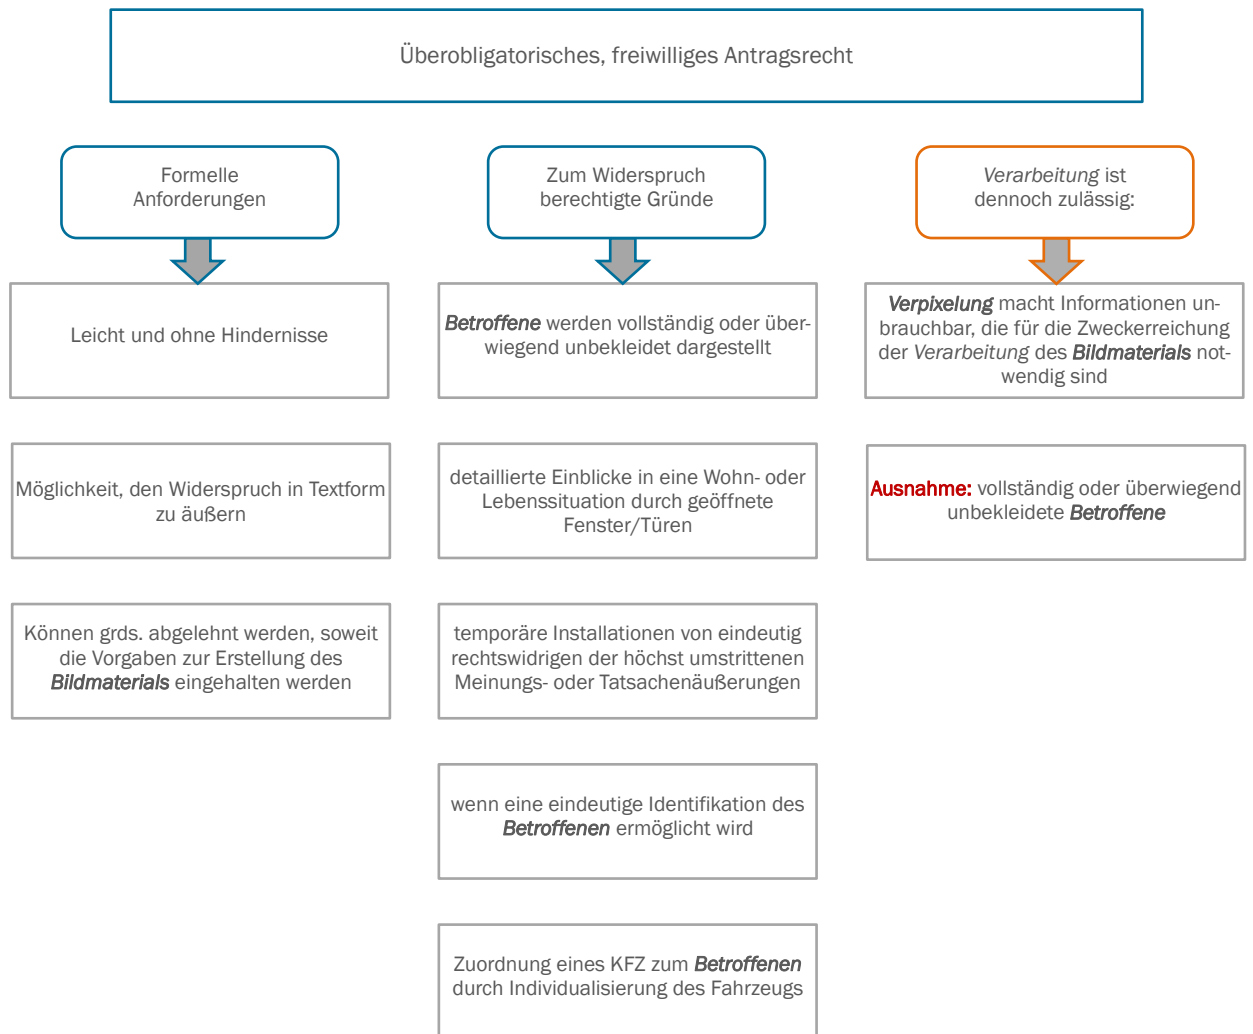 Überobligatorisches, freiwilliges Antragsrecht
Formelle
Anforderungen
Leicht und ohne Hindernisse
Möglichkeit, den Widerspruch in Textform
zu äußern
Können grds. abgelehnt werden, soweit
die Vorgaben zur Erstellung des
Bildmaterials eingehalten werden
Zum Widerspruch
berechtigte Gründe
Betroffene werden vollständig oder über-
wiegend unbekleidet dargestellt
detaillierte Einblicke in eine Wohn- oder
Lebenssituation durch geöffnete
Fenster/Türen
temporäre Installationen von eindeutig
rechtswidrigen der höchst umstrittenen
Meinungs- oder Tatsachenäußerungen
wenn eine eindeutige Identifikation des
Betroffenen ermöglicht wird
Zuordnung eines KFZ zum Betroffenen
durch Individualisierung des Fahrzeugs
Verarbeitung ist
dennoch zulässig:
Verpixelung macht Informationen un-
brauchbar, die für die Zweckerreichung
der Verarbeitung des Bildmaterials not-
wendig sind
Ausnahme: vollständig oder überwiegend
unbekleidete Betroffene